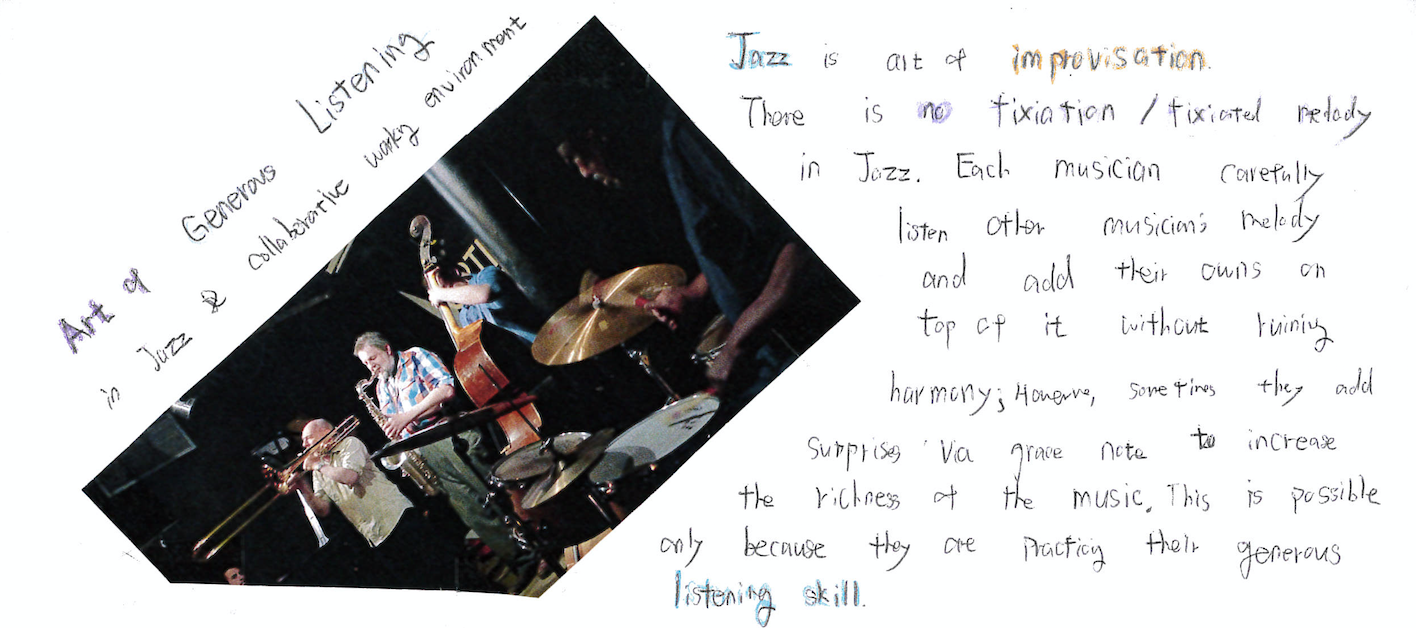 Art of Generous Listening
in Jazz & collaborative working environment
Jazz is art of improvisation.
There is no fixiation / fixiated melody
in Jazz. Each musician carefully
listen other musician's melody
and add their owns on
top of it without ruining
harmony; However, sometimes they add
surprises via grace note to increase
the richness of the music. This is possible
only because they are practicing their generous
listening skill.